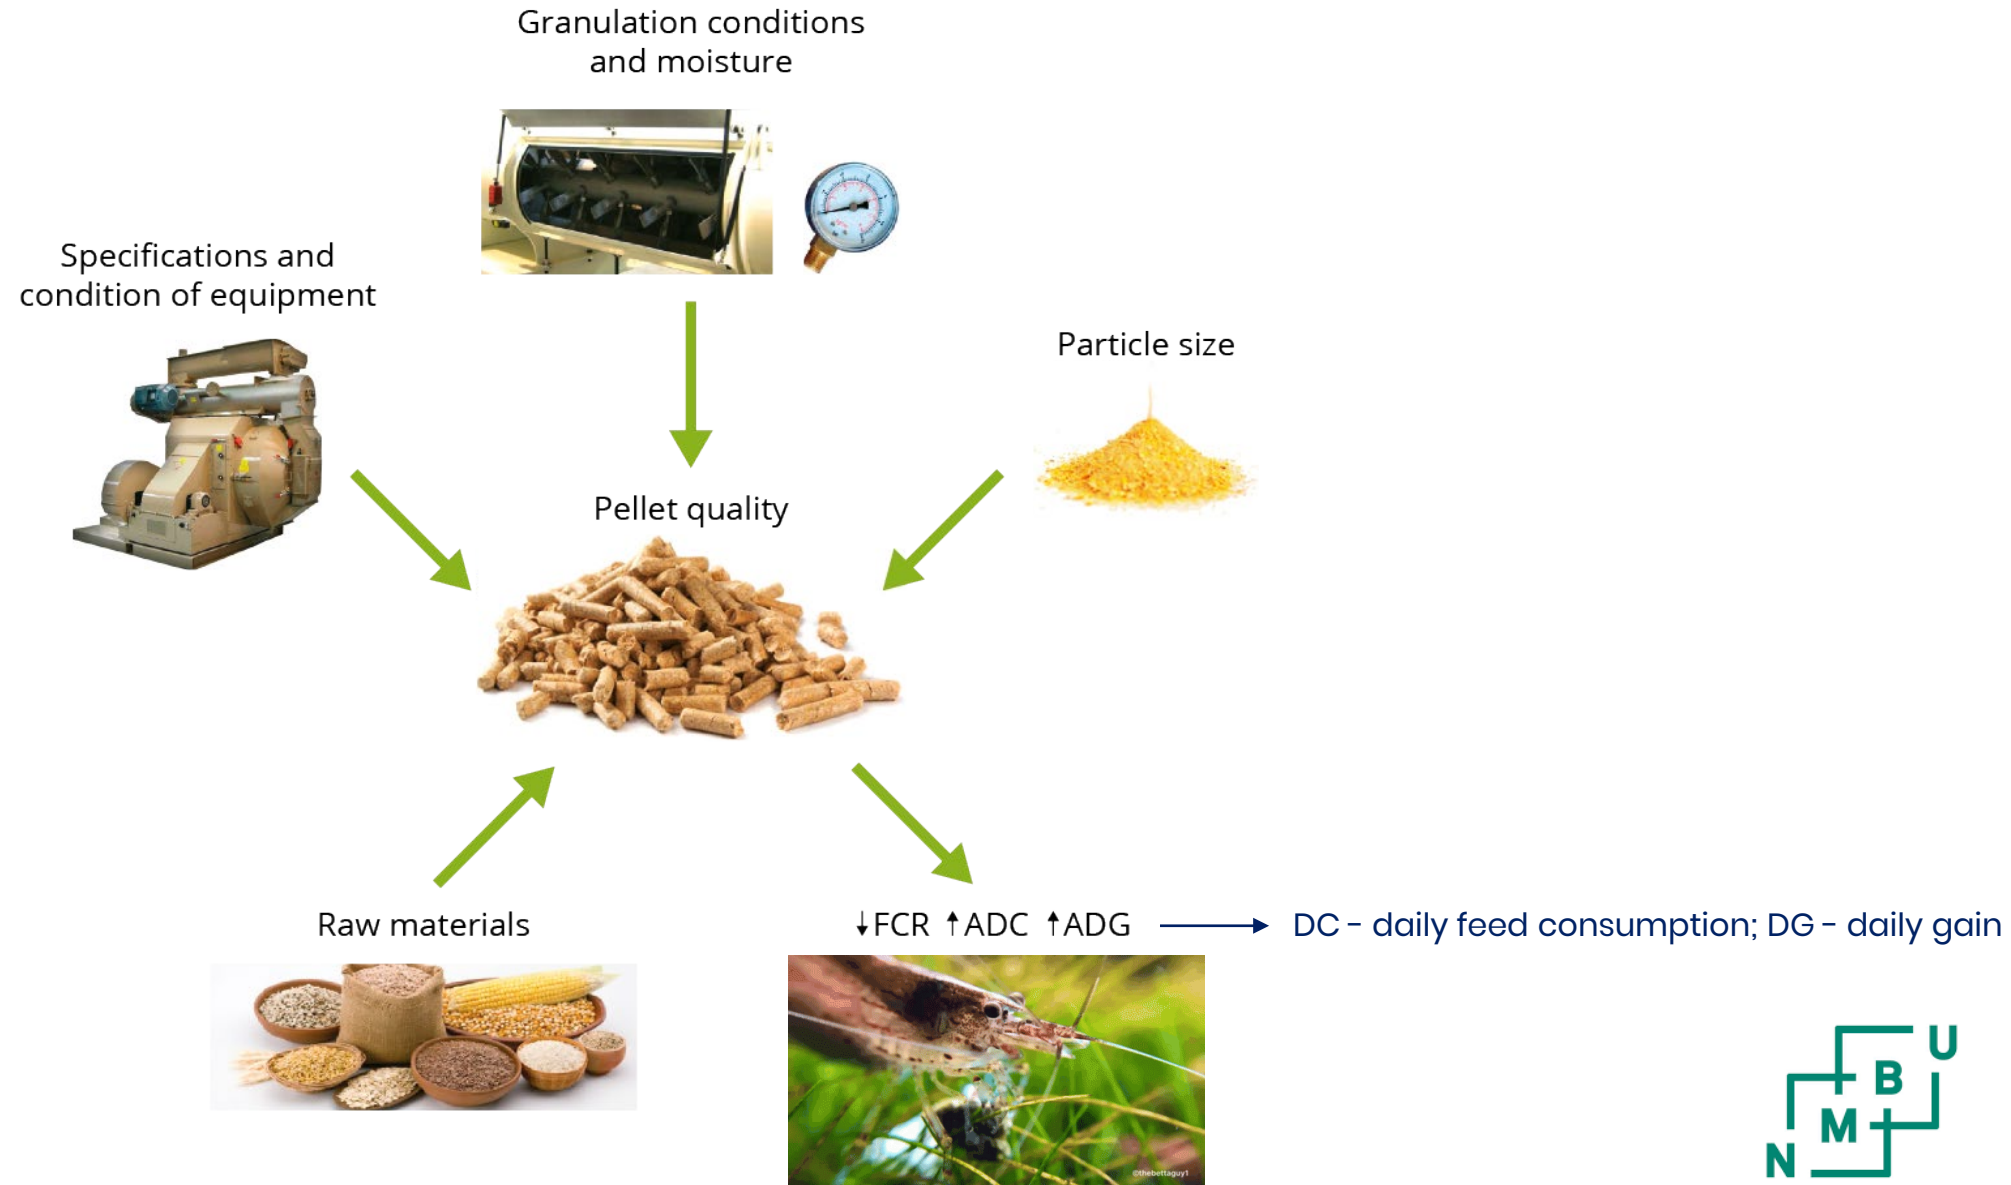 Granulation conditions
and moisture
Specifications and
condition of equipment
Particle size
Pellet quality
Raw materials
↓FCR ↑ADC ↑ADG
DC - daily feed consumption; DG - daily gain
©thebettaguy1
U
B
M
N